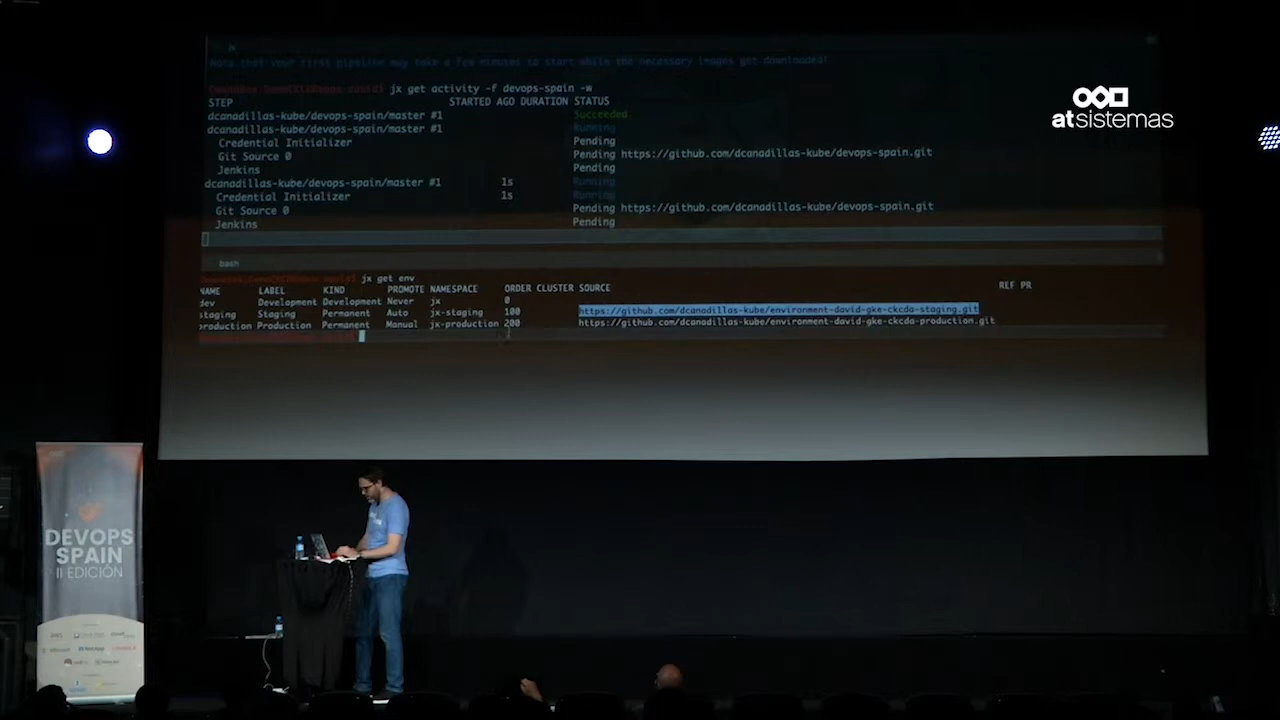 jx
Note that your first pipeline may take a few minutes to start while the necessary images get downloaded!
jx get activity -f devops-spain -w
STEP STARTED AGO DURATION STATUS
dcanadillas-kube/devops-spain/master #1 Succeeded
dcanadillas-kube/devops-spain/master #1 Running
Credential Initializer Pending
Git Source 0 Pending https://github.com/dcanadillas-kube/devops-spain.git
Jenkins Pending
dcanadillas-kube/devops-spain/master #1 1s Running
Credential Initializer 1s Running
Git Source 0 Pending https://github.com/dcanadillas-kube/devops-spain.git
Jenkins Pending
bash
jx get env
NAME LABEL KIND PROMOTE NAMESPACE ORDER CLUSTER SOURCE REF PR
dev Development Development Never jx 0
staging Staging Permanent Auto jx-staging 100 https://github.com/dcanadillas-kube/environment-david-gke-ckcda-staging.git
production Production Permanent Manual jx-production 200 https://github.com/dcanadillas-kube/environment-david-gke-ckcda-production.git
atsistemas
DEVOPS
SPAIN
II EDICIÓN
aws
NetApp